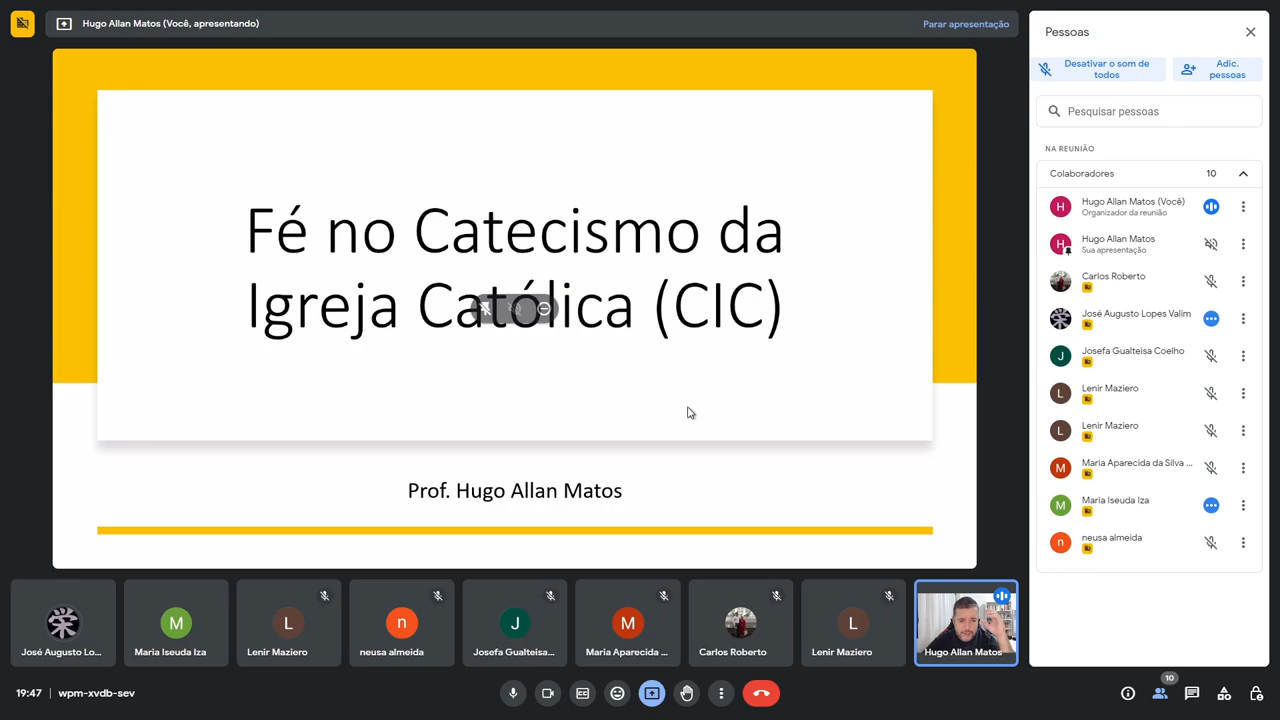 Hugo Allan Matos (Você, apresentando)
Parar apresentação
Fé no Catecismo da
Igreja Católica (CIC)
Prof. Hugo Allan Matos
Pessoas
Desativar o som de
todos
Adic.
pessoas
Pesquisar pessoas
NA REUNIÃO
Colaboradores 10
H Hugo Allan Matos (Você)
Organizador da reunião
H Hugo Allan Matos
Sua apresentação
Carlos Roberto
José Augusto Lopes Valim
J Josefa Gualteisa Coelho
L Lenir Maziero
L Lenir Maziero
M Maria Aparecida da Silva ...
M Maria Iseuda Iza
n neusa almeida
José Augusto Lo...
M
Maria Iseuda Iza
L
Lenir Maziero
n
neusa almeida
J
Josefa Gualteisa...
M
Maria Aparecida ...
Carlos Roberto
L
Lenir Maziero
Hugo Allan Matos
19:47 wpm-xvdb-sev
10